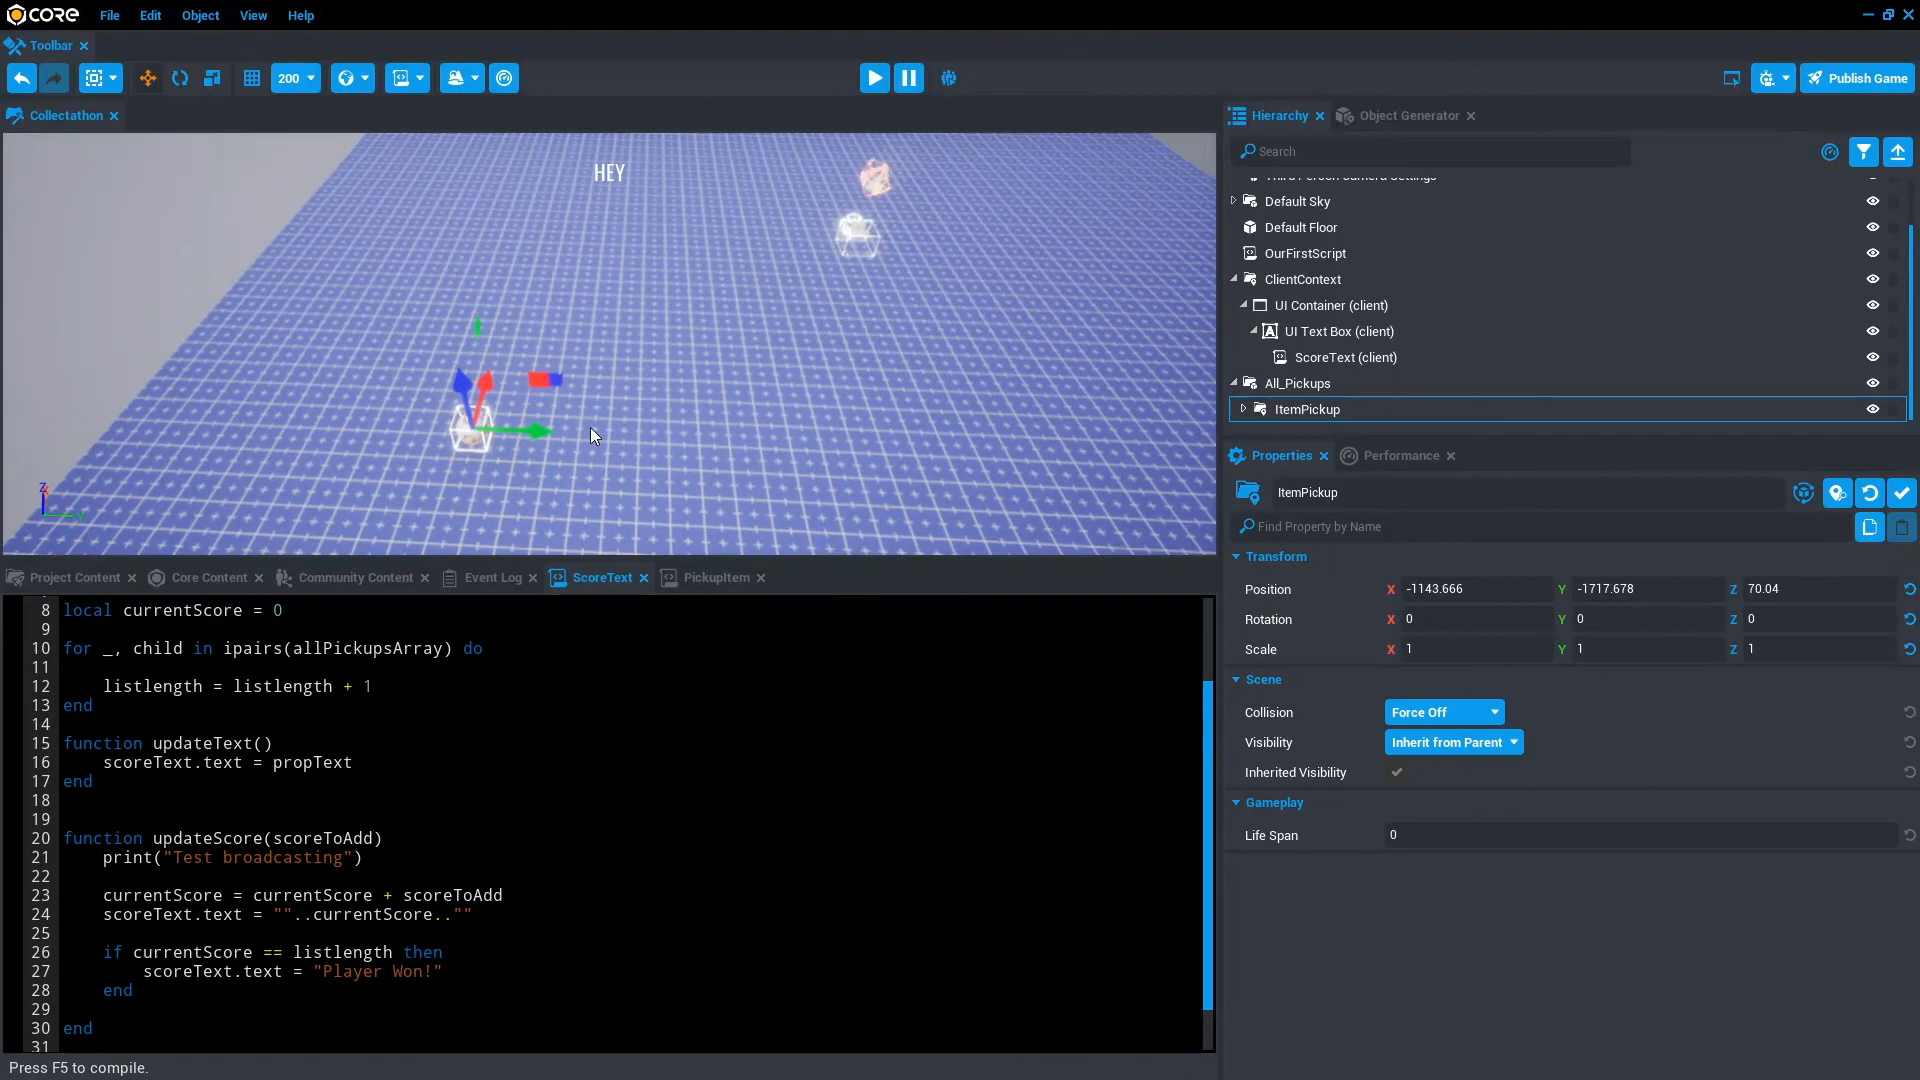 CORE
File
Edit
Object
View
Help
Toolbar
200
Publish Game
Collectathon
HEY
Z
Hierarchy
Object Generator
Search
Third Person Camera Settings
Default Sky
Default Floor
OurFirstScript
ClientContext
UI Container (client)
UI Text Box (client)
ScoreText (client)
All_Pickups
ItemPickup
Properties
Performance
ItemPickup
Find Property by Name
Transform
Position X -1143.666 Y -1717.678 Z 70.04
Rotation X 0 Y 0 Z 0
Scale X 1 Y 1 Z 1
Scene
Collision Force Off
Visibility Inherit from Parent
Inherited Visibility
Gameplay
Life Span 0
Project Content
Core Content
Community Content
Event Log
ScoreText
PickupItem
8 local currentScore = 0
9
10 for _, child in ipairs(allPickupsArray) do
11
12 listlength = listlength + 1
13 end
14
15 function updateText()
16 scoreText.text = propText
17 end
18
19
20 function updateScore(scoreToAdd)
21 print("Test broadcasting")
22
23 currentScore = currentScore + scoreToAdd
24 scoreText.text = ""..currentScore..""
25
26 if currentScore == listlength then
27 scoreText.text = "Player Won!"
28 end
29
30 end
31
Press F5 to compile.